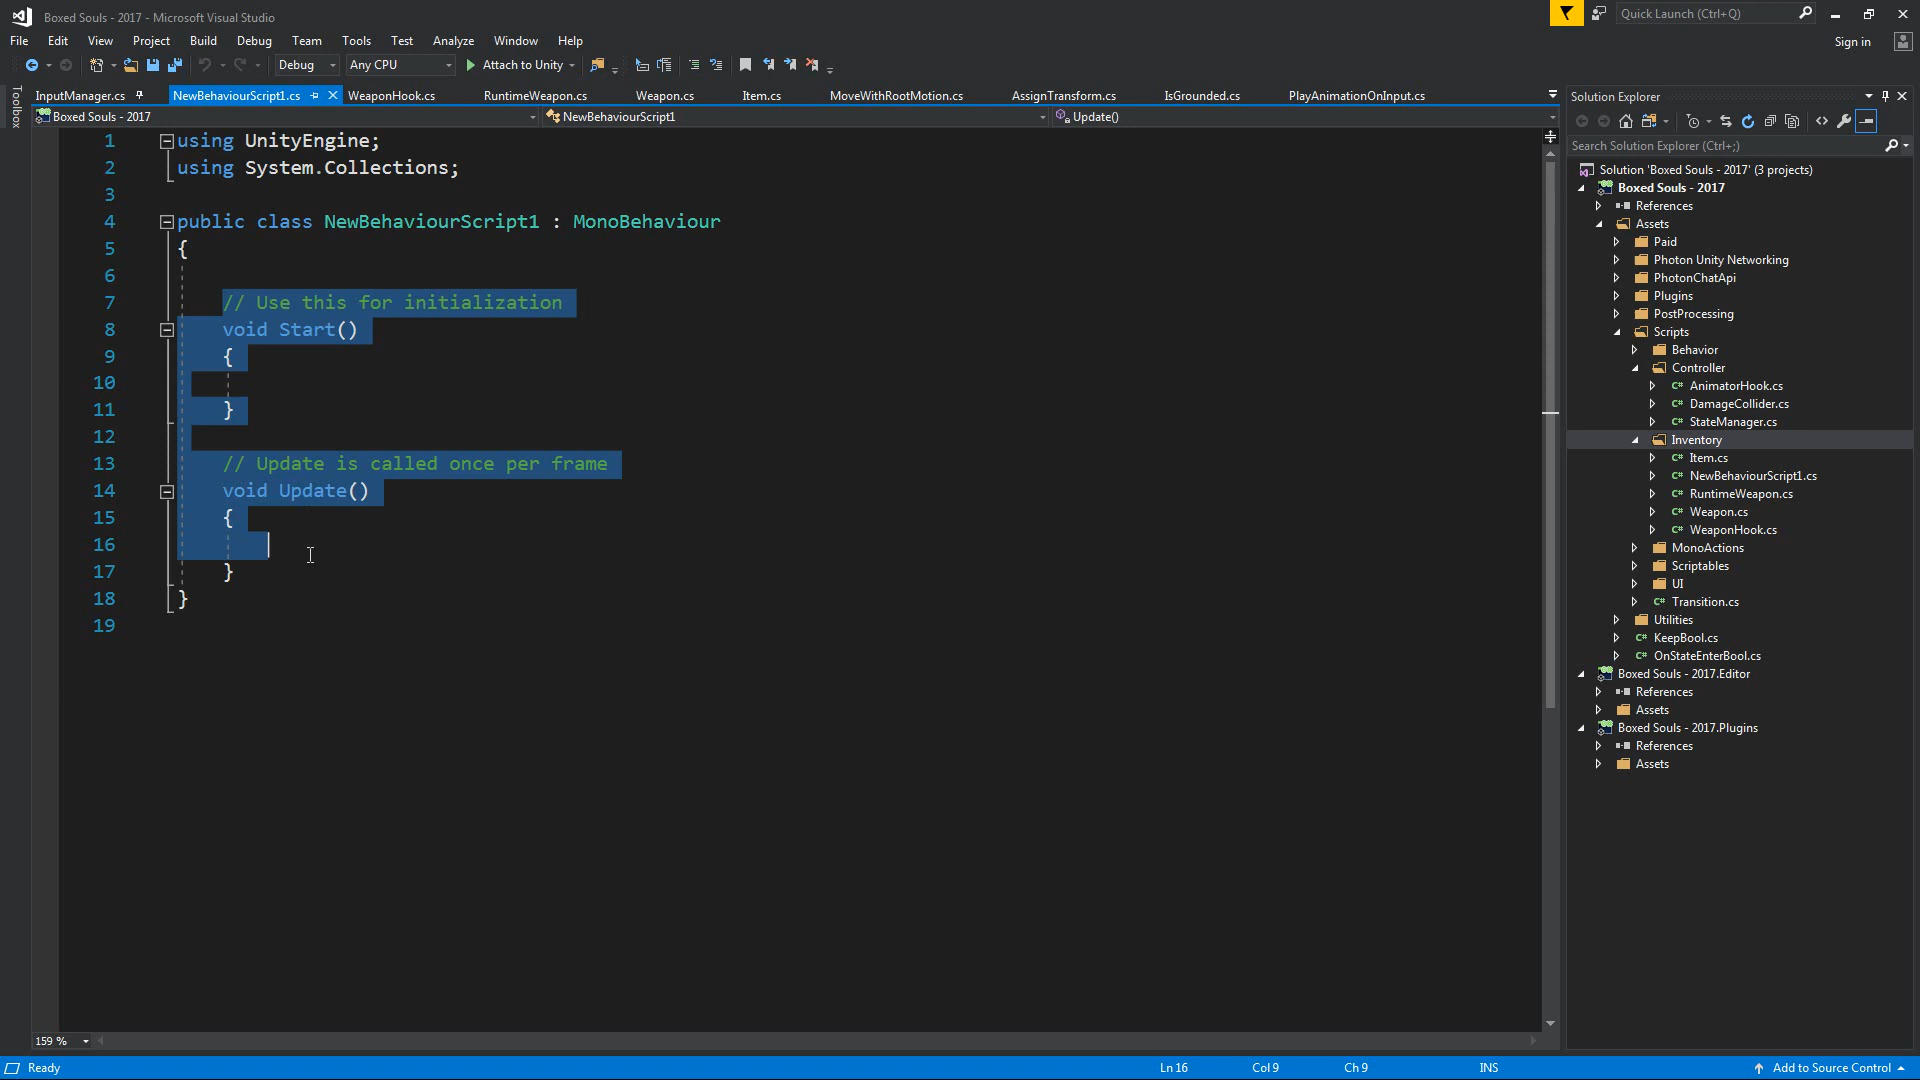 Boxed Souls - 2017 - Microsoft Visual Studio
Quick Launch (Ctrl+Q)
File Edit View Project Build Debug Team Tools Test Analyze Window Help
Sign in
Debug Any CPU Attach to Unity
Toolbox
InputManager.cs NewBehaviourScript1.cs WeaponHook.cs RuntimeWeapon.cs Weapon.cs Item.cs MoveWithRootMotion.cs AssignTransform.cs IsGrounded.cs PlayAnimationOnInput.cs
Boxed Souls - 2017 NewBehaviourScript1 Update()
1 using UnityEngine;
2 using System.Collections;
3
4 public class NewBehaviourScript1 : MonoBehaviour
5 {
6
7 // Use this for initialization
8 void Start()
9 {
10
11 }
12
13 // Update is called once per frame
14 void Update()
15 {
16
17 }
18 }
19
159 %
Solution Explorer
Search Solution Explorer (Ctrl+;)
Solution 'Boxed Souls - 2017' (3 projects)
Boxed Souls - 2017
References
Assets
Paid
Photon Unity Networking
PhotonChatApi
Plugins
PostProcessing
Scripts
Behavior
Controller
C# AnimatorHook.cs
C# DamageCollider.cs
C# StateManager.cs
Inventory
C# Item.cs
C# NewBehaviourScript1.cs
C# RuntimeWeapon.cs
C# Weapon.cs
C# WeaponHook.cs
MonoActions
Scriptables
UI
C# Transition.cs
Utilities
C# KeepBool.cs
C# OnStateEnterBool.cs
Boxed Souls - 2017.Editor
References
Assets
Boxed Souls - 2017.Plugins
References
Assets
Ready Ln 16 Col 9 Ch 9 INS Add to Source Control